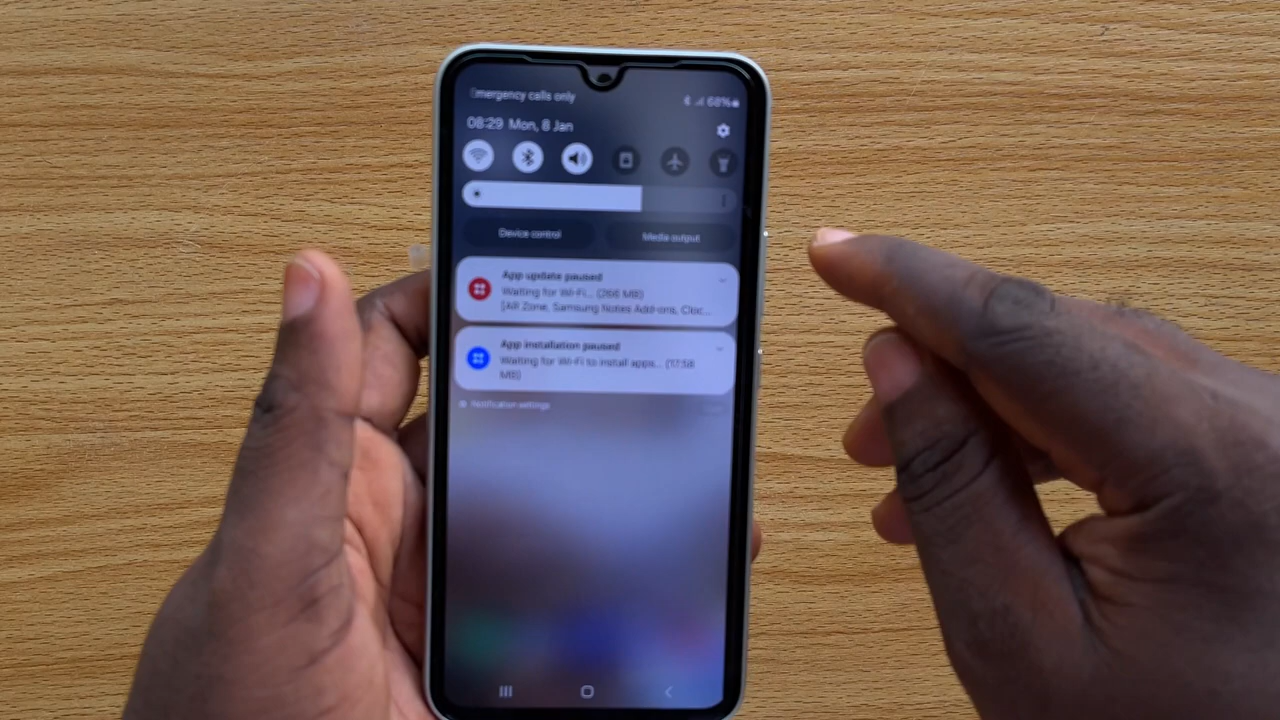 Emergency calls only
68%
08:29 Mon, 8 Jan
Device control
Media output
App update paused
Waiting for Wi-Fi... (266 MB)
[AR Zone, Samsung Notes Add-ons, Cloc...
App installation paused
Waiting for Wi-Fi to install apps... (17.58
MB)
Notification settings